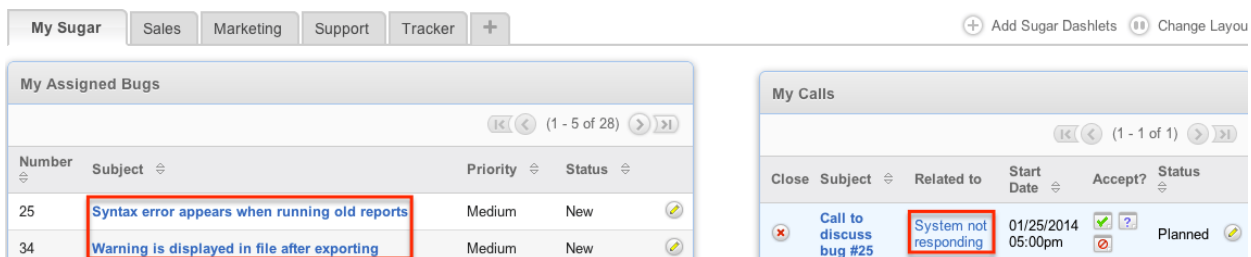 My Sugar Sales Marketing Support Tracker
Add Sugar Dashlets Change Layou
My Assigned Bugs
(1 - 5 of 28)
Number Subject Priority Status
25 Syntax error appears when running old reports Medium New
34 Warning is displayed in file after exporting Medium New
My Calls
(1 - 1 of 1)
Close Subject Related to Start Date Accept? Status
Call to
discuss
bug #25
System not
responding
01/25/2014
05:00pm
Planned